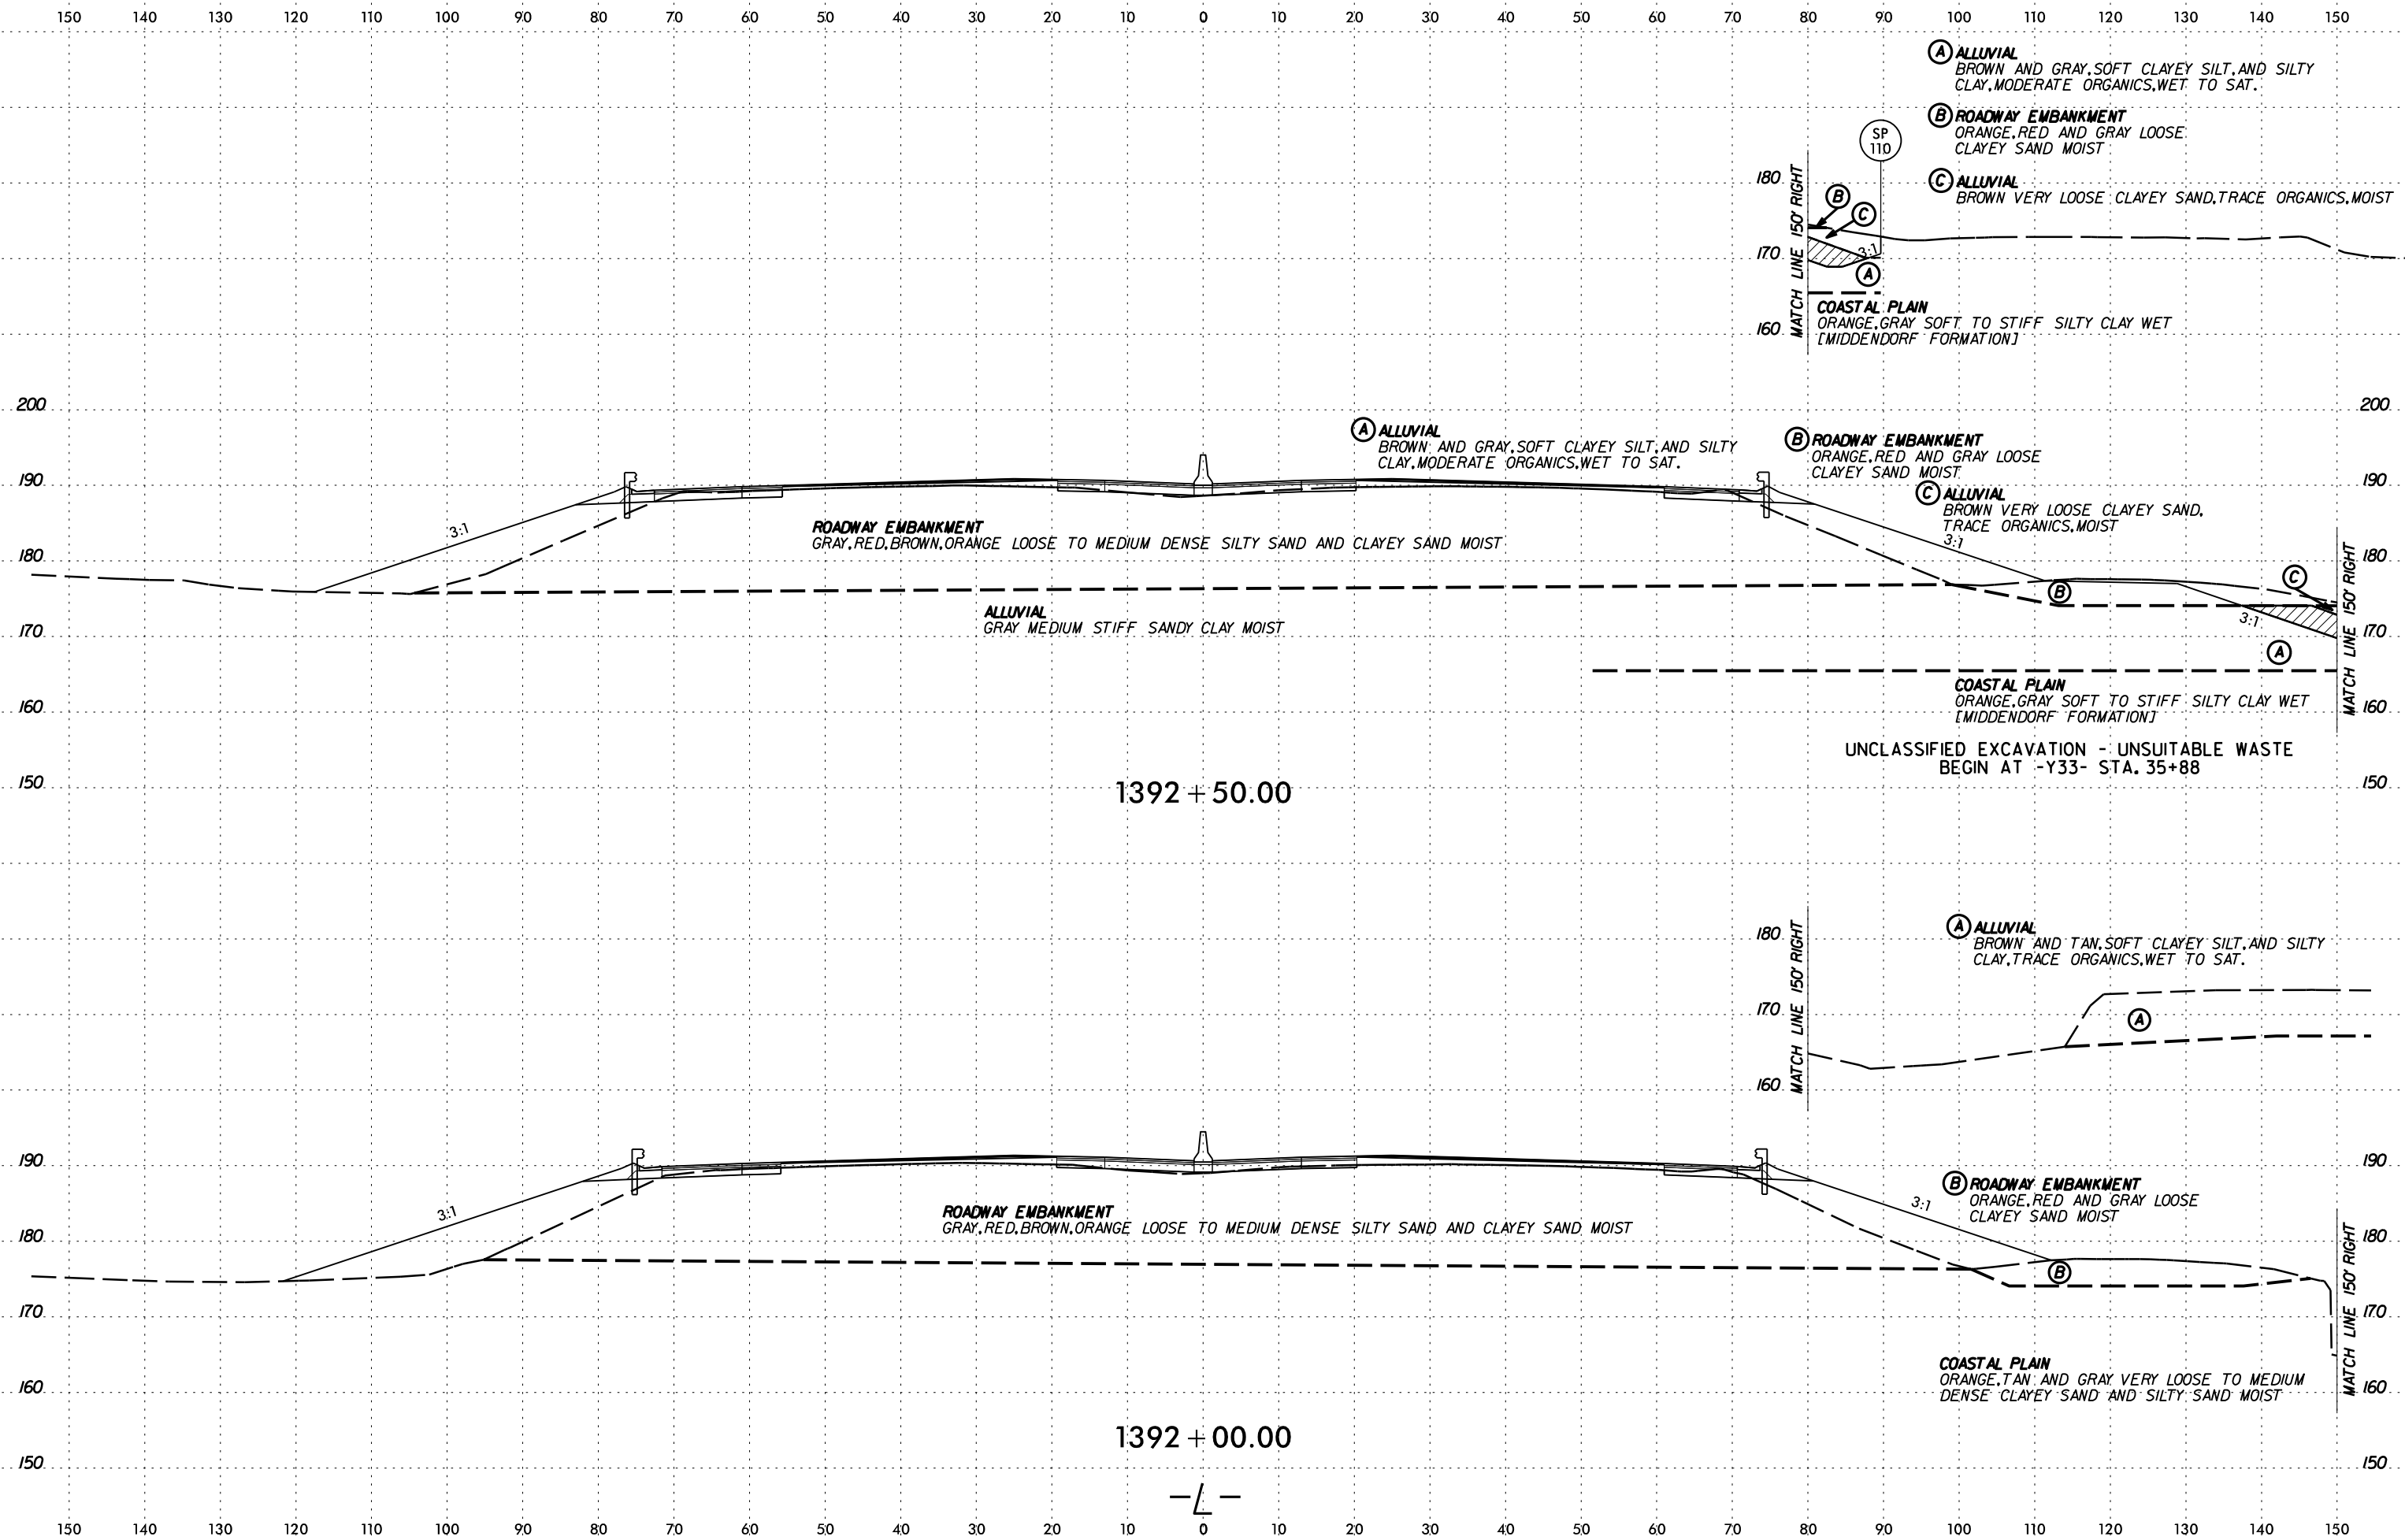 150 140 130 120 110 100 90 80 70 60 50 40 30 20 10 0 10 20 30 40 50 60 70 80 90 100 110 120 130 140 150
A ALLUVIAL
BROWN AND GRAY,SOFT CLAYEY SILT,AND SILTY
CLAY,MODERATE ORGANICS,WET TO SAT.
B ROADWAY EMBANKMENT
ORANGE,RED AND GRAY LOOSE
CLAYEY SAND MOIST
C ALLUVIAL
BROWN VERY LOOSE CLAYEY SAND,TRACE ORGANICS,MOIST
SP
110
180
170
160
MATCH LINE 150' RIGHT
B
C
3:1
A
COASTAL PLAIN
ORANGE,GRAY SOFT TO STIFF SILTY CLAY WET
[MIDDENDORF FORMATION]
200
190
180
170
160
150
3:1
A ALLUVIAL
BROWN AND GRAY,SOFT CLAYEY SILT,AND SILTY
CLAY,MODERATE ORGANICS,WET TO SAT.
B ROADWAY EMBANKMENT
ORANGE,RED AND GRAY LOOSE
CLAYEY SAND MOIST
C ALLUVIAL
BROWN VERY LOOSE CLAYEY SAND,
TRACE ORGANICS,MOIST
3:1
ROADWAY EMBANKMENT
GRAY,RED,BROWN,ORANGE LOOSE TO MEDIUM DENSE SILTY SAND AND CLAYEY SAND MOIST
ALLUVIAL
GRAY MEDIUM STIFF SANDY CLAY MOIST
B
C
3:1
A
MATCH LINE 150' RIGHT
200
190
180
170
160
150
COASTAL PLAIN
ORANGE,GRAY SOFT TO STIFF SILTY CLAY WET
[MIDDENDORF FORMATION]
UNCLASSIFIED EXCAVATION - UNSUITABLE WASTE
BEGIN AT -Y33- STA. 35+88
1392+50.00
180
170
160
MATCH LINE 150' RIGHT
A ALLUVIAL
BROWN AND TAN,SOFT CLAYEY SILT,AND SILTY
CLAY,TRACE ORGANICS,WET TO SAT.
A
190
180
170
160
150
3:1
ROADWAY EMBANKMENT
GRAY,RED,BROWN,ORANGE LOOSE TO MEDIUM DENSE SILTY SAND AND CLAYEY SAND MOIST
3:1
B ROADWAY EMBANKMENT
ORANGE,RED AND GRAY LOOSE
CLAYEY SAND MOIST
B
MATCH LINE 150' RIGHT
190
180
170
160
150
COASTAL PLAIN
ORANGE,TAN AND GRAY VERY LOOSE TO MEDIUM
DENSE CLAYEY SAND AND SILTY SAND MOIST
1392+00.00
-L-
150 140 130 120 110 100 90 80 70 60 50 40 30 20 10 0 10 20 30 40 50 60 70 80 90 100 110 120 130 140 150